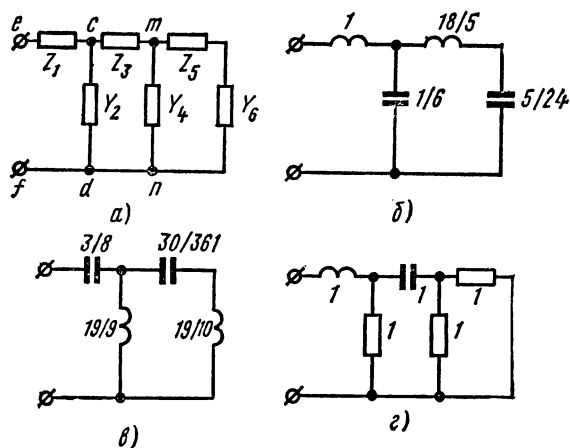 e c m
Z₁ Z₃ Z₅
Y₂ Y₄ Y₆
f d n
а)
1 18/5
1/6 5/24
б)
3/8 30/361
19/9 19/10
в)
1 1 1
1 1
г)